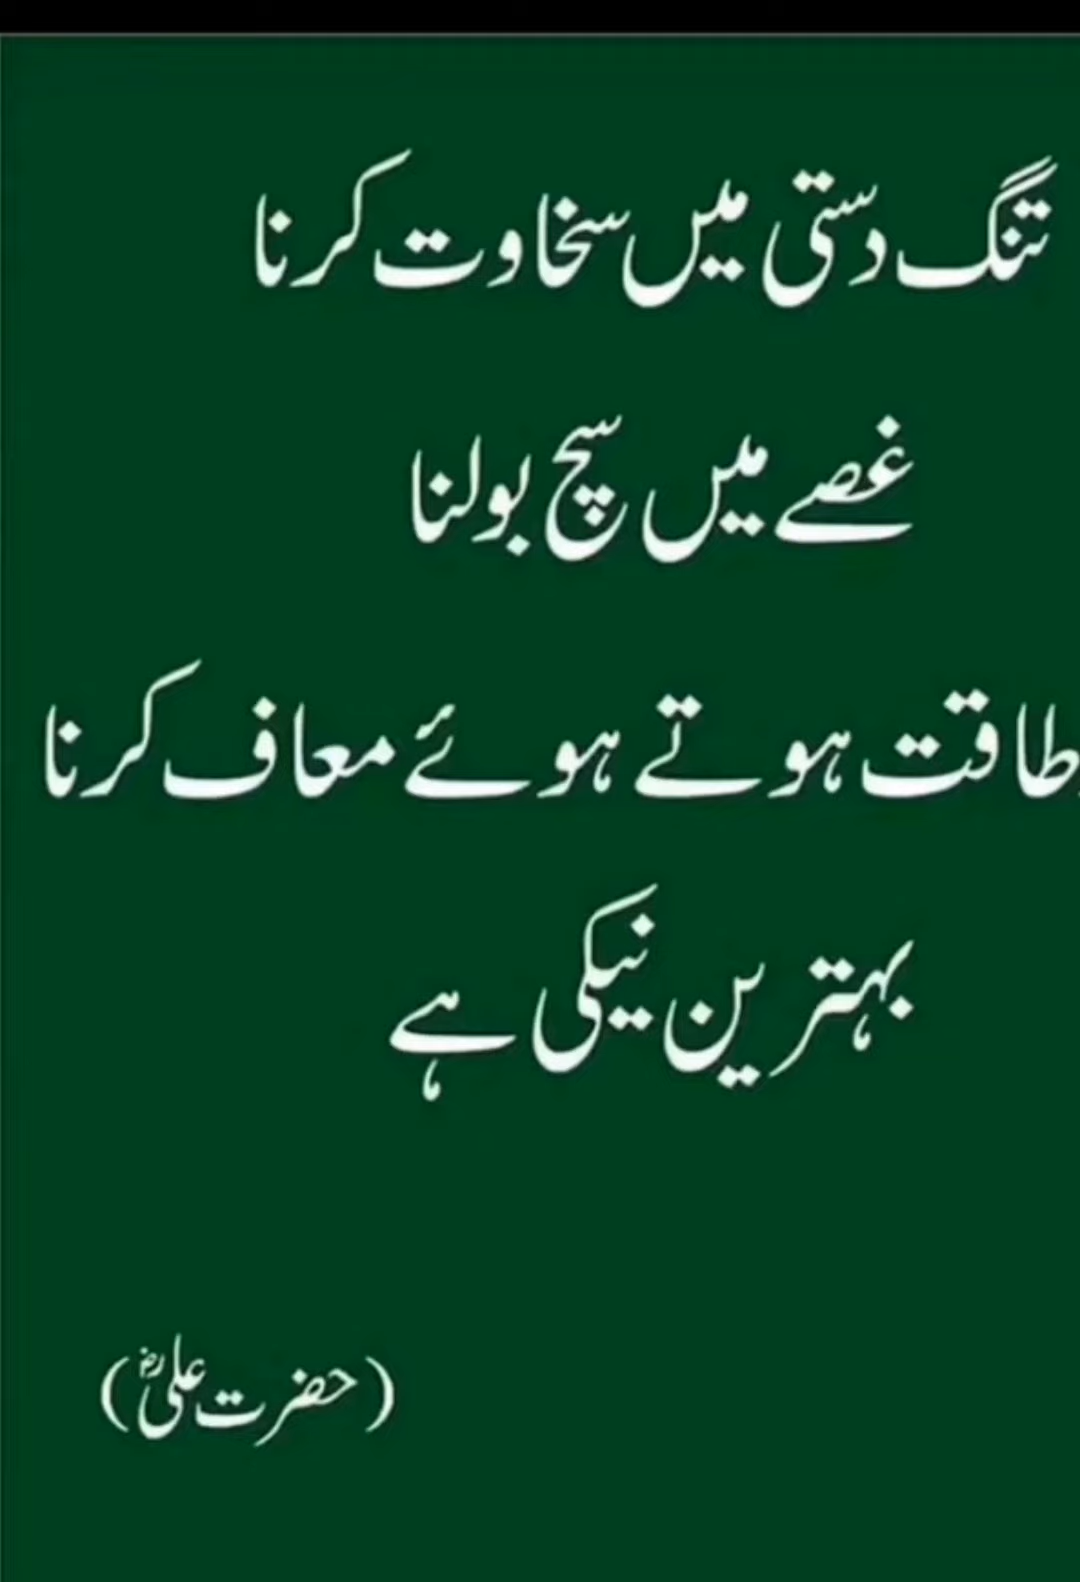 تنگ دستی میں سخاوت کرنا
غصے میں سچ بولنا
طاقت ہوتے ہوئے معاف کرنا
بہترین نیکی ہے
(حضرت علیؓ)